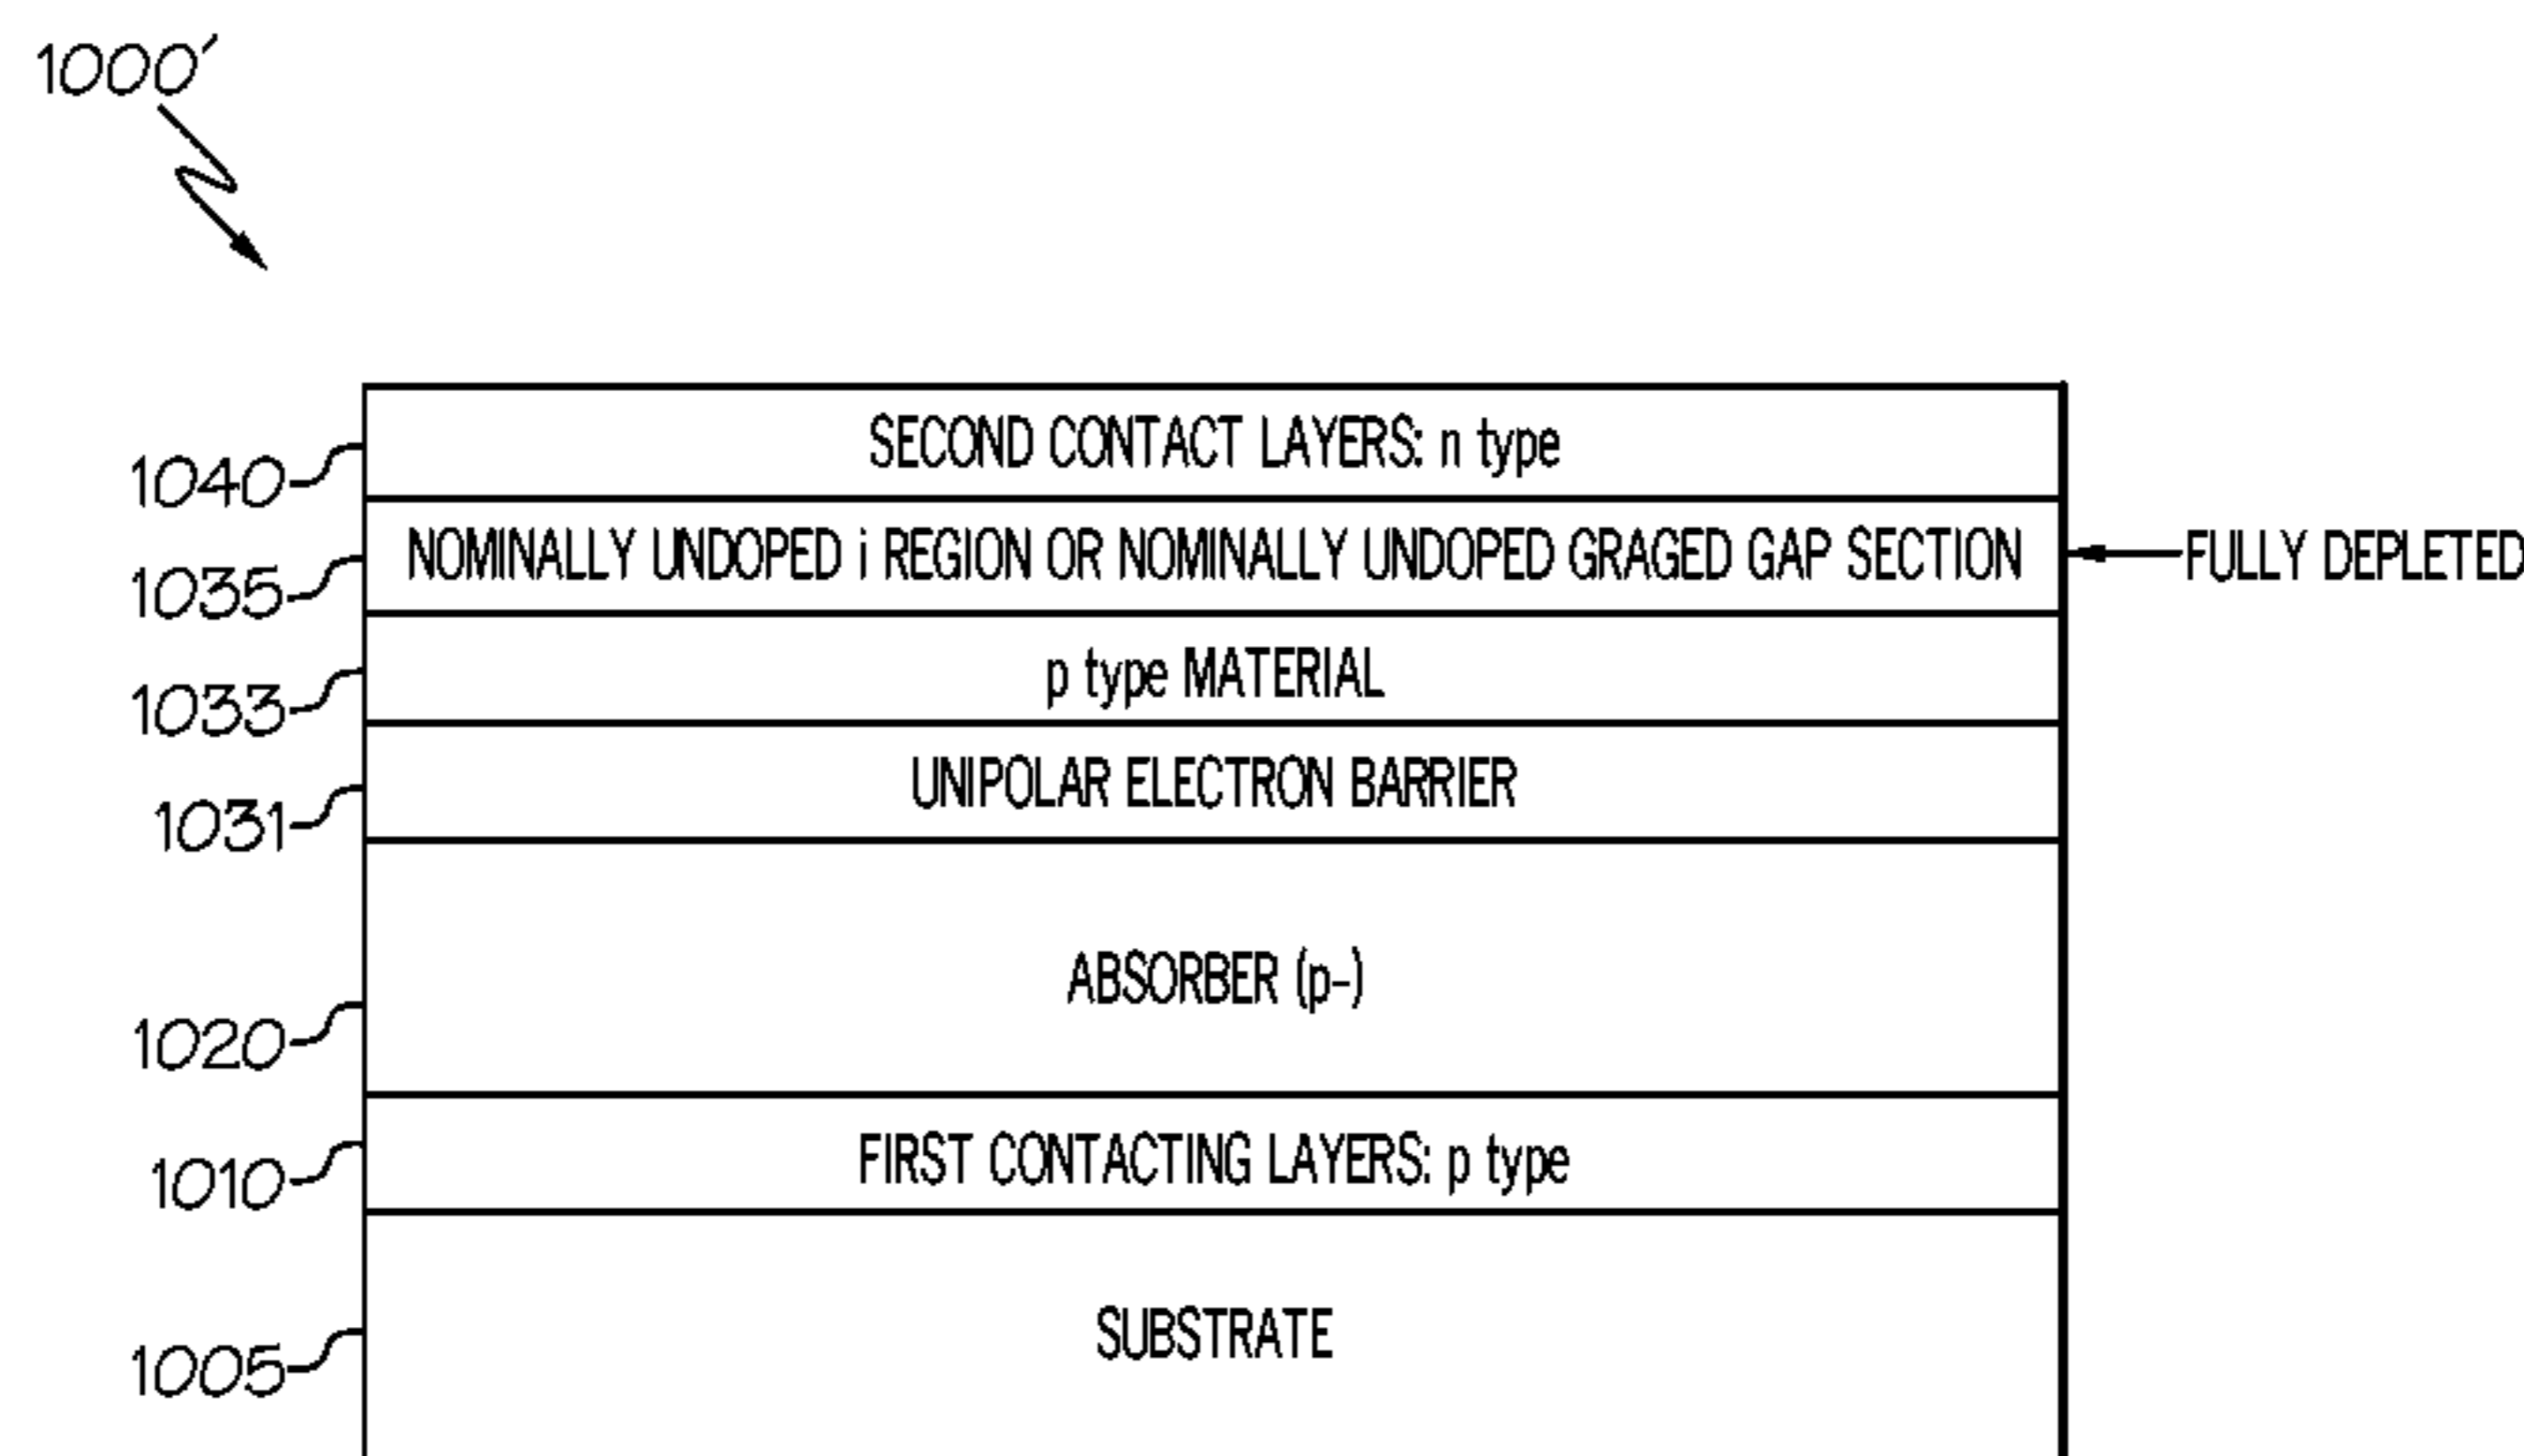 1000'
SECOND CONTACT LAYERS: n type
1040
NOMINALLY UNDOPED i REGION OR NOMINALLY UNDOPED GRAGED GAP SECTION
FULLY DEPLETED
1035
p type MATERIAL
1033
UNIPOLAR ELECTRON BARRIER
1031
ABSORBER (p-)
1020
FIRST CONTACTING LAYERS: p type
1010
SUBSTRATE
1005